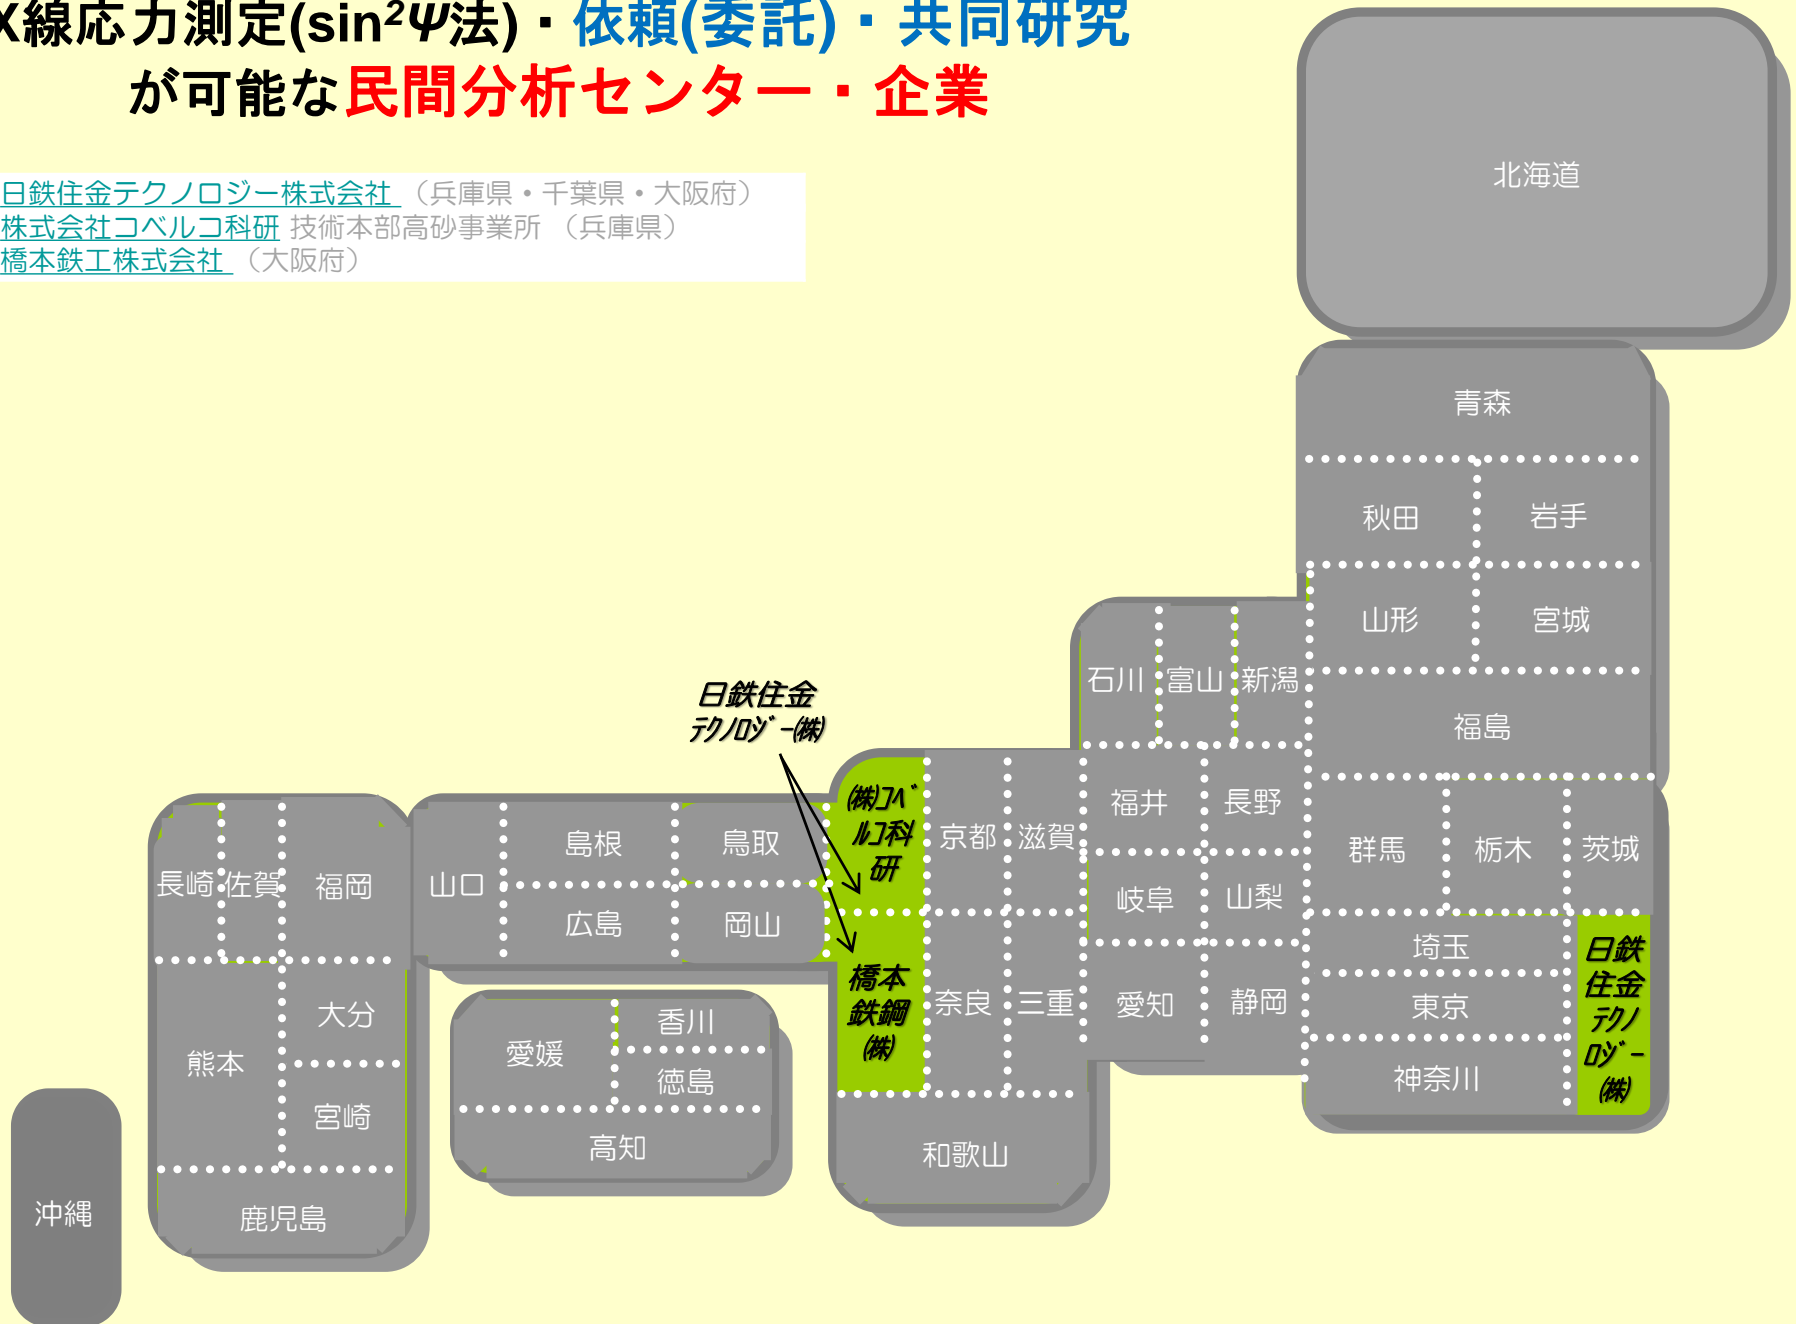 X線応力測定(sin²Ψ法)・依頼(委託)・共同研究
が可能な民間分析センター・企業
日鉄住金テクノロジー株式会社 （兵庫県・千葉県・大阪府）
株式会社コベルコ科研 技術本部高砂事業所 （兵庫県）
橋本鉄工株式会社 （大阪府）
北海道
青森
秋田
岩手
山形
宮城
石川
富山
新潟
福島
日鉄住金
ﾃｸﾉﾛｼﾞｰ㈱
㈱ｺﾍﾞ
ﾙｺ科
研
京都
滋賀
福井
長野
群馬
栃木
茨城
長崎
佐賀
福岡
山口
島根
鳥取
広島
岡山
岐阜
山梨
埼玉
日鉄
住金
ﾃｸﾉ
ﾛｼﾞｰ
㈱
橋本
鉄鋼
㈱
奈良
三重
愛知
静岡
東京
神奈川
大分
熊本
宮崎
鹿児島
愛媛
香川
徳島
高知
和歌山
沖縄